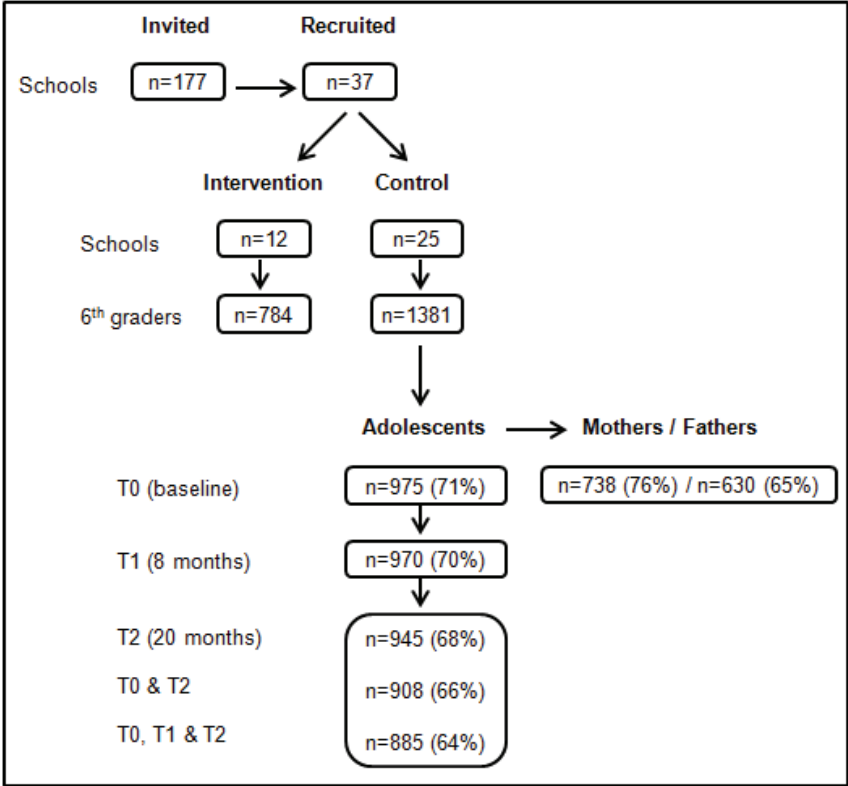 Invited Recruited
Schools n=177 n=37
Intervention Control
Schools n=12 n=25
6th graders n=784 n=1381
Adolescents Mothers / Fathers
T0 (baseline) n=975 (71%) n=738 (76%) / n=630 (65%)
T1 (8 months) n=970 (70%)
T2 (20 months) n=945 (68%)
T0 & T2 n=908 (66%)
T0, T1 & T2 n=885 (64%)